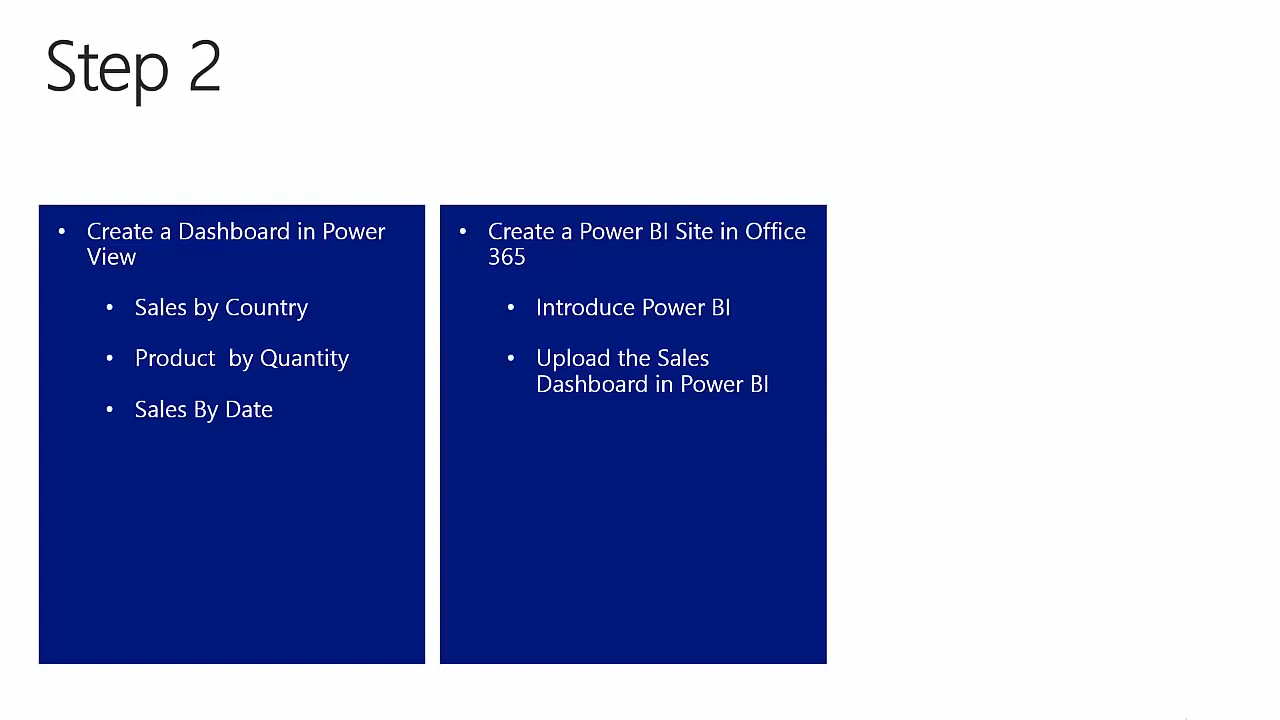 Step 2
• Create a Dashboard in Power
View
• Sales by Country
• Product  by Quantity
• Sales By Date
• Create a Power BI Site in Office
365
• Introduce Power BI
• Upload the Sales
Dashboard in Power BI